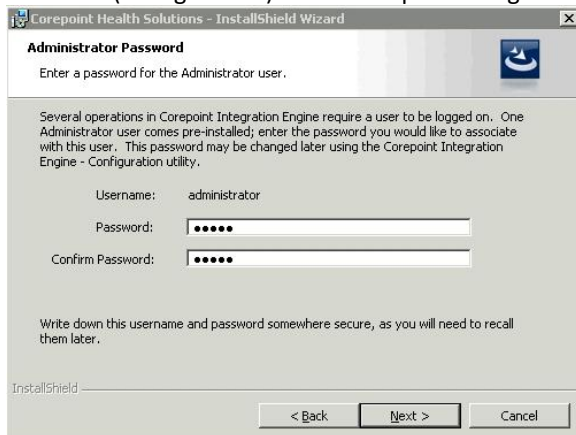 Corepoint Health Solutions - InstallShield Wizard
Administrator Password
Enter a password for the Administrator user.
Several operations in Corepoint Integration Engine require a user to be logged on. One
Administrator user comes pre-installed; enter the password you would like to associate
with this user. This password may be changed later using the Corepoint Integration
Engine - Configuration utility.
Username: administrator
Password: •••••
Confirm Password: •••••
Write down this username and password somewhere secure, as you will need to recall
them later.
InstallShield
< Back Next > Cancel